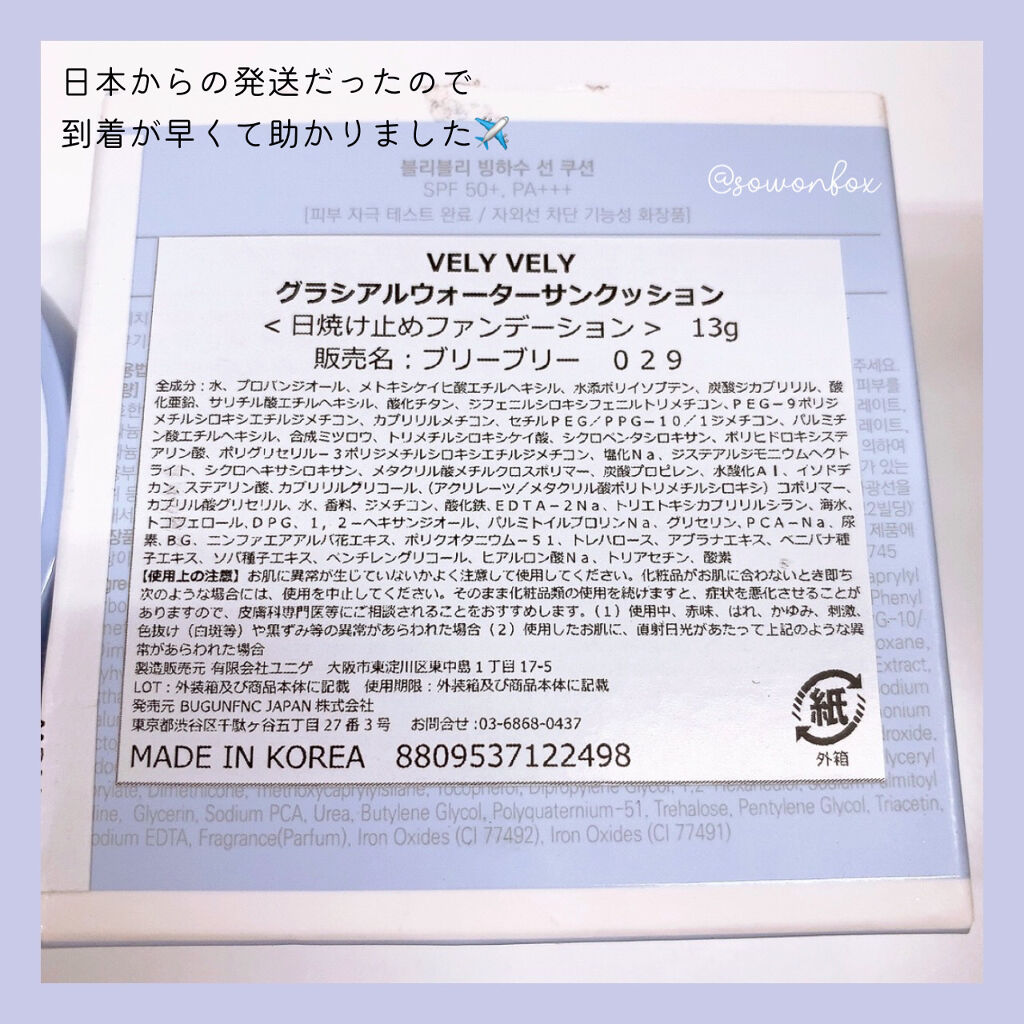 日本からの発送だったので
到着が早くて助かりました✈️
불리불리 빙하수 선 쿠션
@sowonbox
SPF 50+, PA+++
[피부 자극 테스트 완료 / 자외선 차단 기능성 화장품]
VELY VELY
グラシアルウォーターサンクッション
<日焼け止めファンデーション> 13g
販売名：ブリーブリー ０２９
全成分：水、プロパンジオール、メトキシケイヒ酸エチルヘキシル、水添ポリイソブテン、炭酸ジカプリリル、酸
化亜鉛、サリチル酸エチルヘキシル、酸化チタン、ジフェニルシロキシフェニルトリメチコン、ＰＥＧ－９ポリジ
メチルシロキシエチルジメチコン、カプリリルメチコン、セチルＰＥＧ／ＰＰＧ－１０／１ジメチコン、パルミチ
ン酸エチルヘキシル、合成ミツロウ、トリメチルシロキシケイ酸、シクロペンタシロキサン、ポリヒドロキシステ
アリン酸、ポリグリセリル－３ポリジメチルシロキシエチルジメチコン、塩化Ｎａ、ジステアルジモニウムヘクト
ライト、シクロヘキサシロキサン、メタクリル酸メチルクロスポリマー、炭酸プロピレン、水酸化ＡＩ、イソドデ
カン、ステアリン酸、カプリリルグリコール、（アクリレーツ／メタクリル酸ポリトリメチルシロキシ）コポリマー、
カプリル酸グリセリル、水、香料、ジメチコン、酸化鉄、ＥＤＴＡ－２Ｎａ、トリエトキシカプリリルシラン、海水、
トコフェロール、ＤＰＧ、１，２－ヘキサンジオール、パルミトイルプロリンＮａ、グリセリン、ＰＣＡ－Ｎａ、尿
素、ＢＧ、ニンファエアアルバ花エキス、ポリクオタニウム－５１、トレハロース、アブラナエキス、ベニバナ種
子エキス、ソバ種子エキス、ペンチレングリコール、ヒアルロン酸Ｎａ、トリアセチン、酸素
【使用上の注意】お肌に異常が生じていないかよく注意して使用してください。化粧品がお肌に合わないとき即ち
次のような場合には、使用を中止してください。そのまま化粧品類の使用を続けますと、症状を悪化させることが
ありますので、皮膚科専門医等にご相談されることをおすすめします。（１）使用中、赤味、はれ、かゆみ、刺激、
色抜け（白斑等）や黒ずみ等の異常があらわれた場合（２）使用したお肌に、直射日光があたって上記のような異
常があらわれた場合
製造販売元 有限会社ユニゲ 大阪市東淀川区東中島１丁目17-5
LOT：外装箱及び商品本体に記載 使用期限：外装箱及び商品本体に記載
発売元 BUGUNFNC JAPAN 株式会社
東京都渋谷区千駄ヶ谷五丁目27番3号 お問合せ:03-6868-0437
MADE IN KOREA 8809537122498
紙
外箱
Dimethicone, Triethoxycaprylylsilane, Tocopherol, Dipropylene Glycol, 1,2-Hexanediol, Sodium Palmitoyl
Glycerin, Sodium PCA, Urea, Butylene Glycol, Polyquaternium-51, Trehalose, Pentylene Glycol, Triacetin,
EDTA, Fragrance(Parfum), Iron Oxides (CI 77492), Iron Oxides (CI 77491)